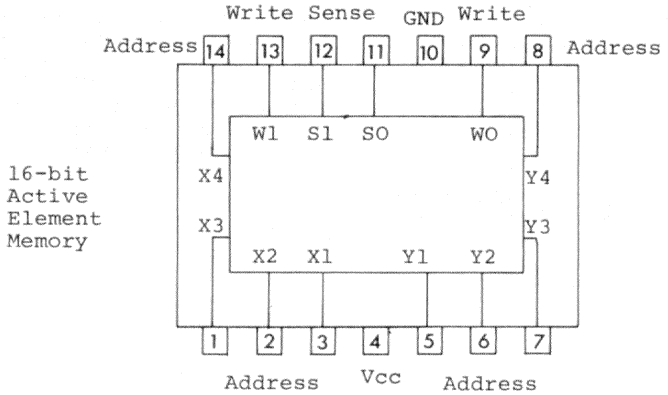 Write Sense GND Write
Address 14 13 12 11 10 9 8 Address
W1 S1 S0 W0
16-bit
Active
Element
Memory
X4 Y4
X3 Y3
X2 X1 Y1 Y2
1 2 3 4 5 6 7
Address Vcc Address